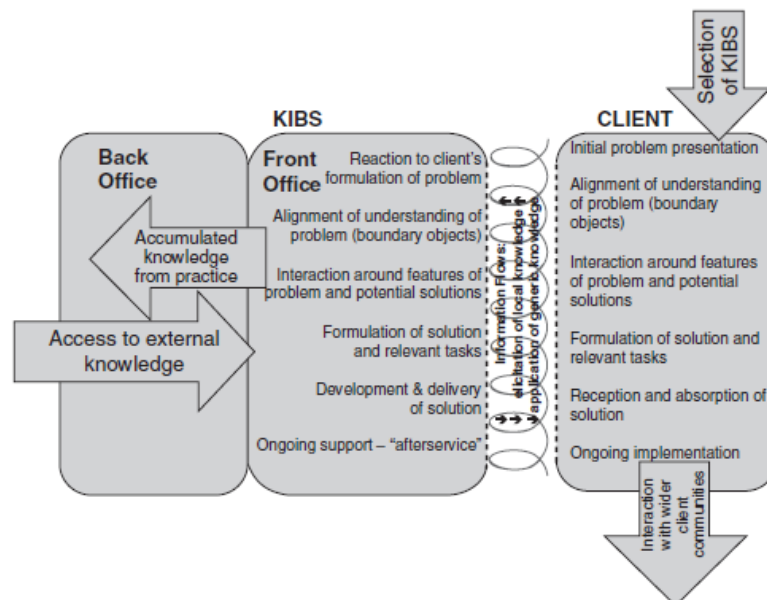 Selection
of KIBS
KIBS
CLIENT
Back
Office
Accumulated
knowledge
from practice
Access to external
knowledge
Front
Office
Reaction to client's
formulation of problem
Alignment of understanding of
problem (boundary objects)
Interaction around features of
problem and potential solutions
Formulation of solution
and relevant tasks
Development & delivery
of solution
Ongoing support – “afterservice”
Information Flows:
elicitation of local knowledge
application of generic knowledge
Initial problem presentation
Alignment of understanding
of problem (boundary
objects)
Interaction around features
of problem and potential
solutions
Formulation of solution and
relevant tasks
Reception and absorption of
solution
Ongoing implementation
Interaction
with wider
client
communities